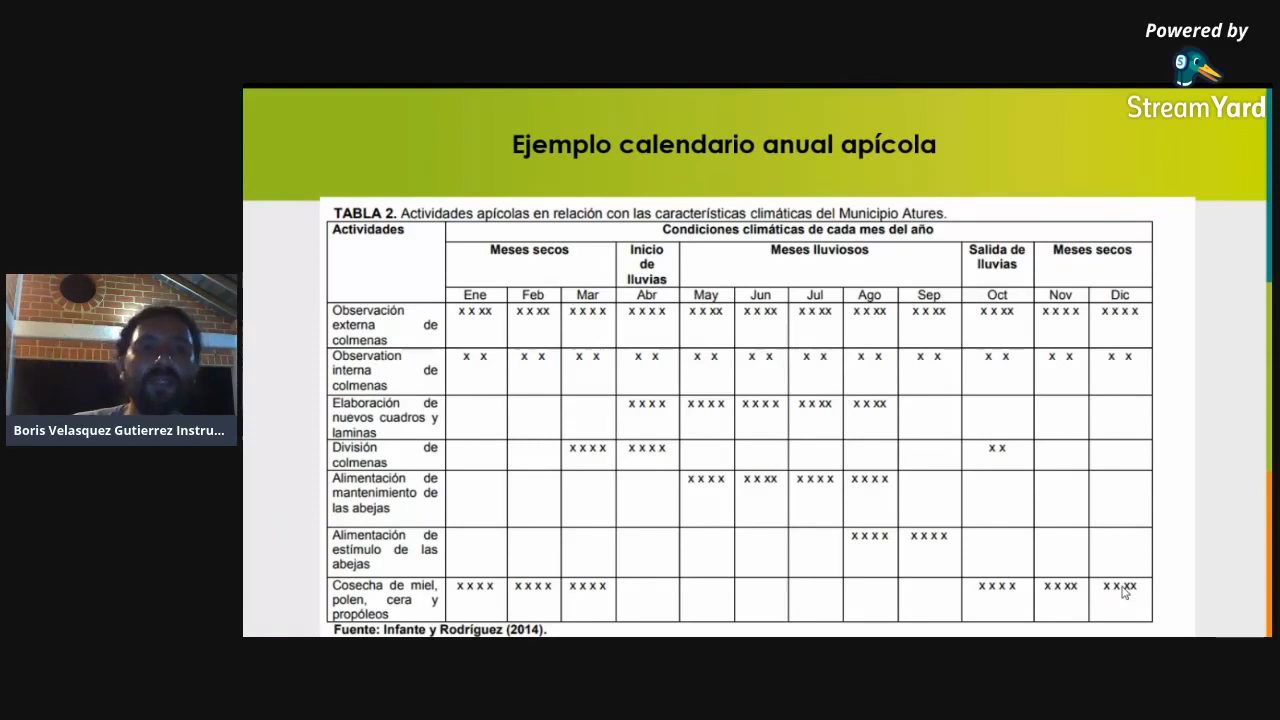 Powered by
StreamYard
Ejemplo calendario anual apícola
TABLA 2. Actividades apícolas en relación con las características climáticas del Municipio Atures.
Actividades Condiciones climáticas de cada mes del año
Meses secos Inicio de lluvias Meses lluviosos Salida de lluvias Meses secos
Ene Feb Mar Abr May Jun Jul Ago Sep Oct Nov Dic
Observación externa de colmenas x x xx x x xx x x x x x x x x x x xx x x xx x x xx x x xx x x x x x x xx x x x x x x x x
Observation interna de colmenas x x x x x x x x x x x x x x x x x x x x x x x x
Elaboración de nuevos cuadros y laminas x x x x x x x x x x x x x x xx x x xx
División de colmenas x x x x x x x x x x
Alimentación de mantenimiento de las abejas x x x x x x xx x x x x x x x x
Alimentación de estímulo de las abejas x x x x x x x x
Cosecha de miel, polen, cera y propóleos x x x x x x x x x x x x x x x x x x xx x x xx
Fuente: Infante y Rodríguez (2014).
Boris Velasquez Gutierrez Instru...